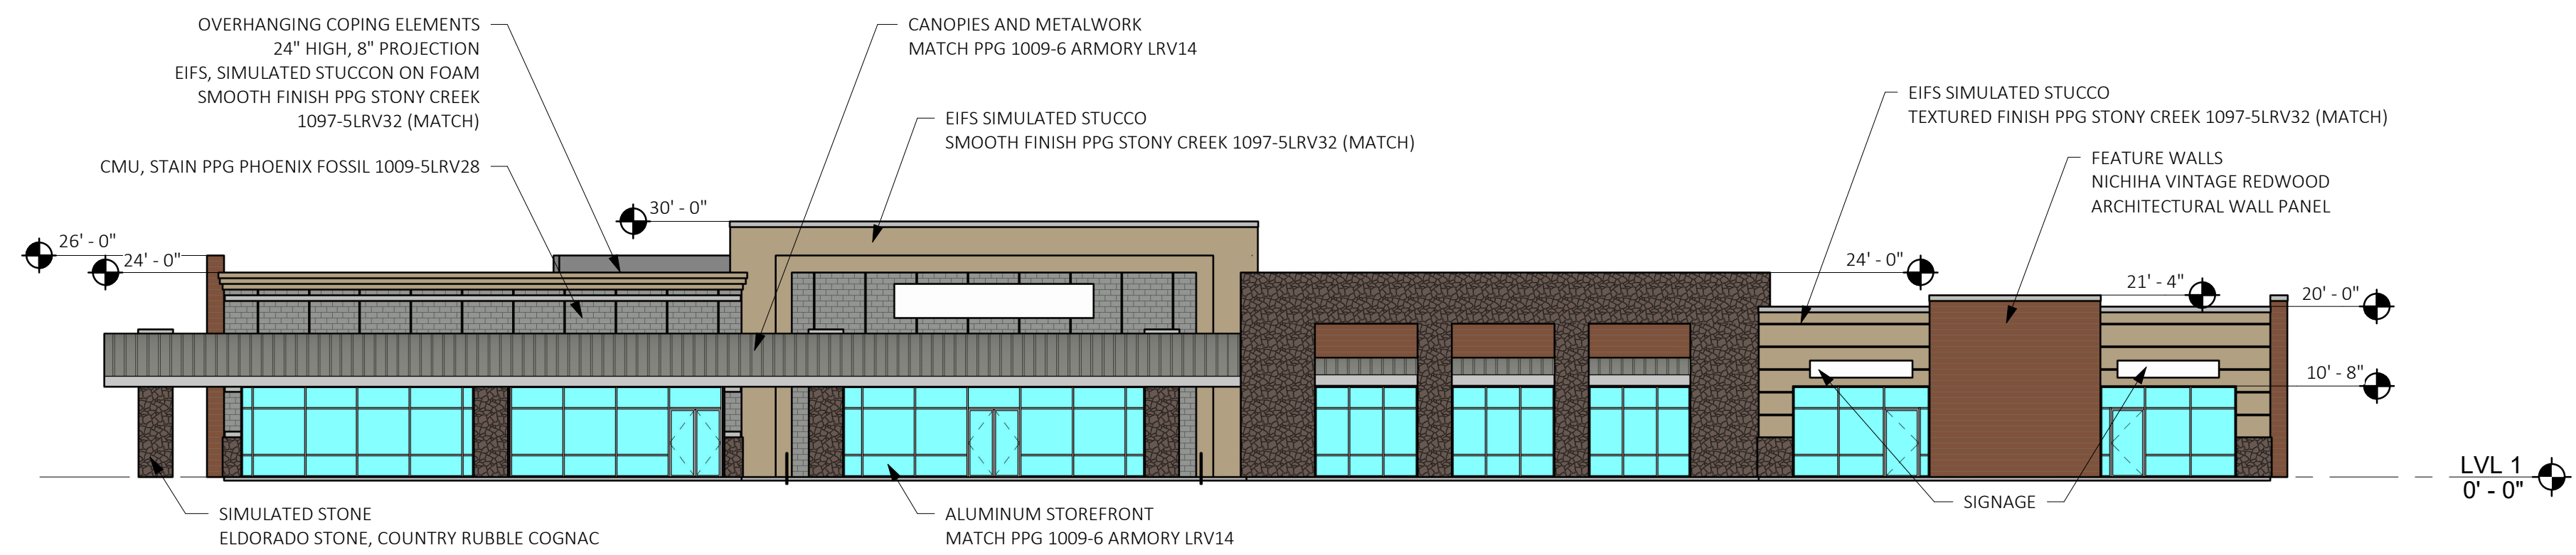 OVERHANGING COPING ELEMENTS
24" HIGH, 8" PROJECTION
EIFS, SIMULATED STUCCON ON FOAM
SMOOTH FINISH PPG STONY CREEK
1097-5LRV32 (MATCH)
CMU, STAIN PPG PHOENIX FOSSIL 1009-5LRV28
CANOPIES AND METALWORK
MATCH PPG 1009-6 ARMORY LRV14
EIFS SIMULATED STUCCO
SMOOTH FINISH PPG STONY CREEK 1097-5LRV32 (MATCH)
EIFS SIMULATED STUCCO
TEXTURED FINISH PPG STONY CREEK 1097-5LRV32 (MATCH)
FEATURE WALLS
NICHIHA VINTAGE REDWOOD
ARCHITECTURAL WALL PANEL
26' - 0"
24' - 0"
30' - 0"
24' - 0"
21' - 4"
20' - 0"
10' - 8"
LVL 1
0' - 0"
SIMULATED STONE
ELDORADO STONE, COUNTRY RUBBLE COGNAC
ALUMINUM STOREFRONT
MATCH PPG 1009-6 ARMORY LRV14
SIGNAGE